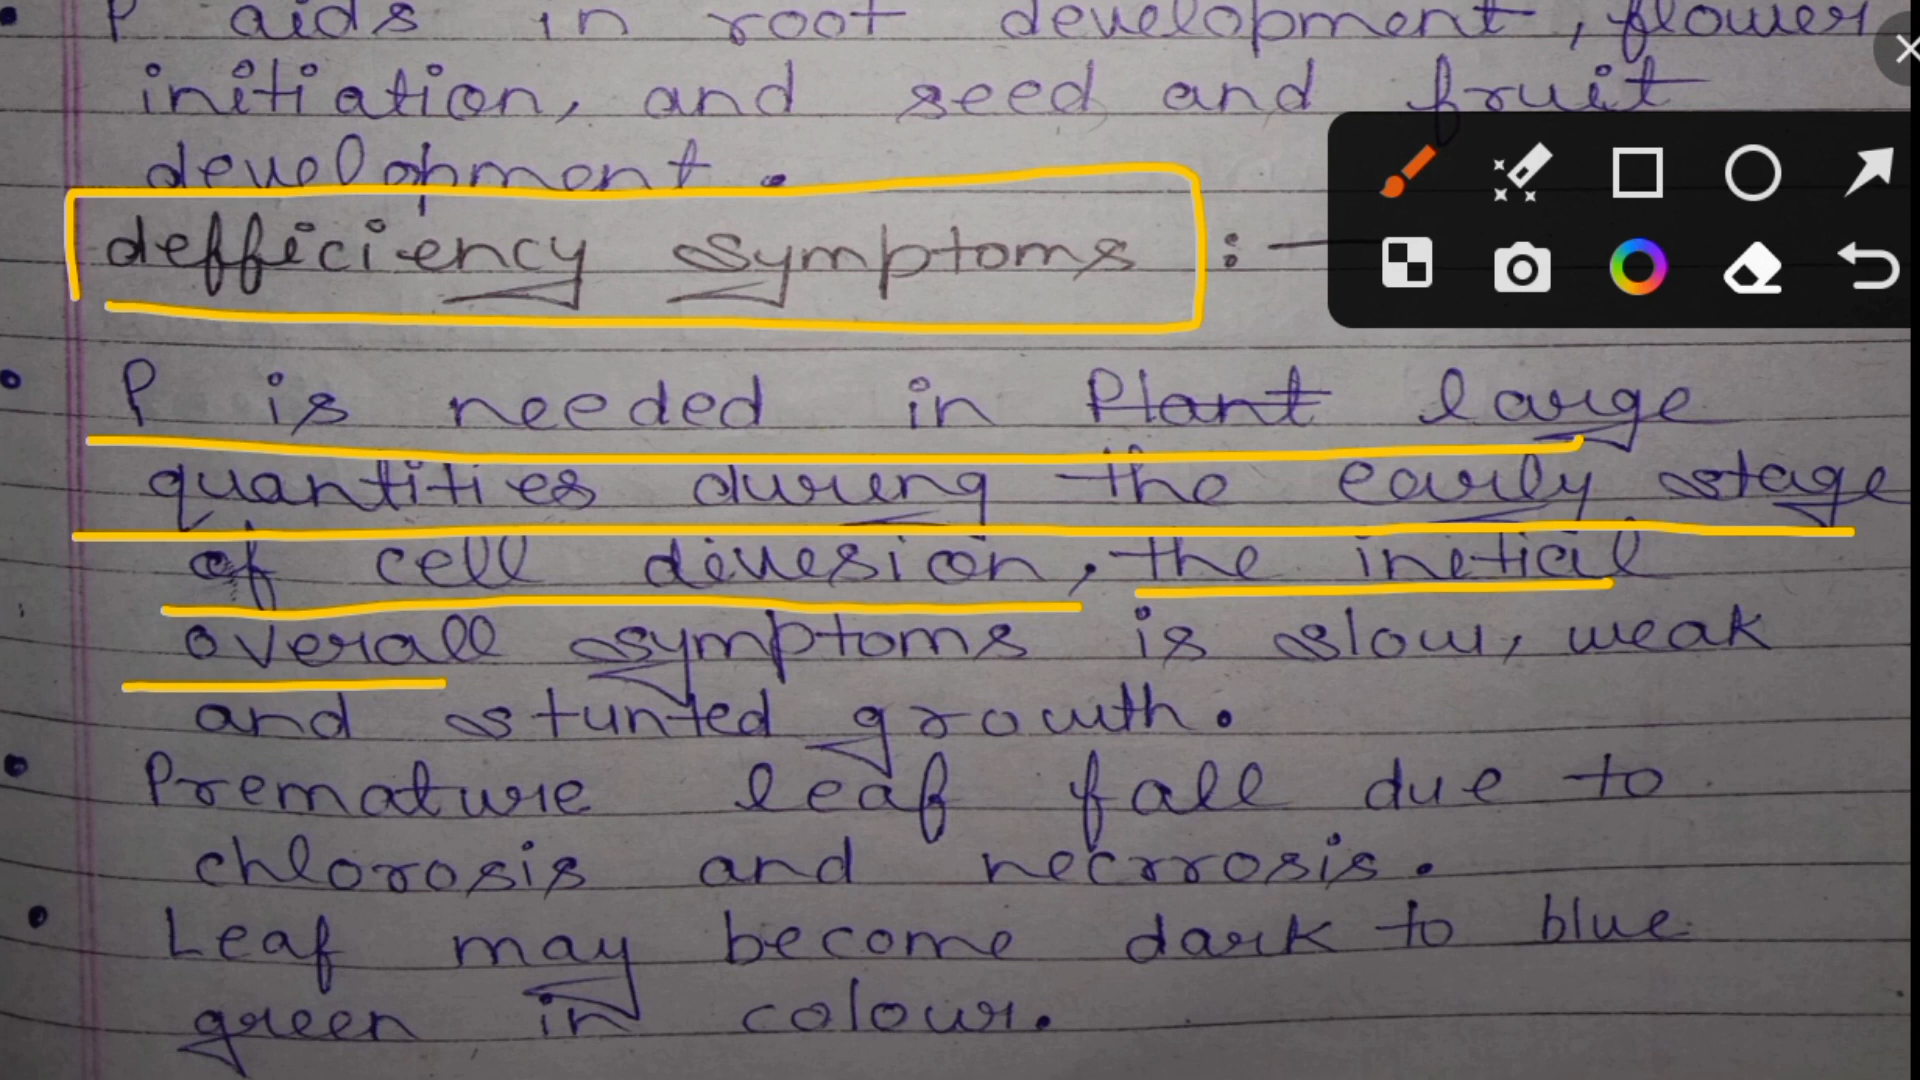 P aids in root development, flower
initiation, and seed and fruit
development.
defficiency symptoms :-
P is needed in Plant large
quantities during the early stage
of cell division, the initial
overall symptoms is slow, weak
and stunted growth.
Premature leaf fall due to
chlorosis and necrrosis.
Leaf may become dark to blue
green in colour.